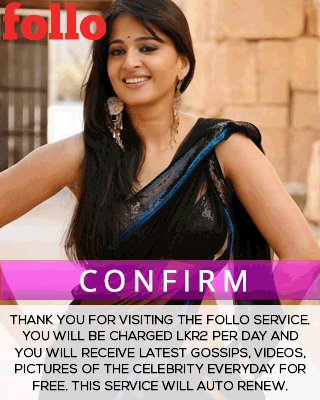 follo
CONFIRM
THANK YOU FOR VISITING THE FOLLO SERVICE.
YOU WILL BE CHARGED LKR2 PER DAY AND
YOU WILL RECEIVE LATEST GOSSIPS, VIDEOS,
PICTURES OF THE CELEBRITY EVERYDAY FOR
FREE. THIS SERVICE WILL AUTO RENEW.